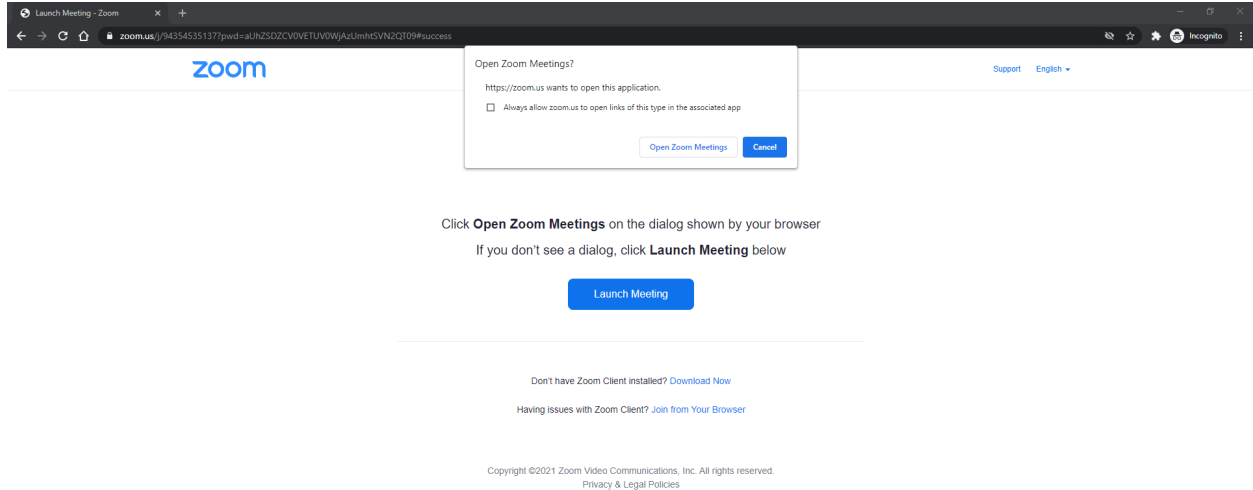 Launch Meeting - Zoom
zoom.us/j/94354535137?pwd=aUhZSDZCV0VETUV0WjAzUmhtSVN2QT09#success
Incognito
zoom
Support English
Open Zoom Meetings?
https://zoom.us wants to open this application.
Always allow zoom.us to open links of this type in the associated app
Open Zoom Meetings Cancel
Click Open Zoom Meetings on the dialog shown by your browser
If you don't see a dialog, click Launch Meeting below
Launch Meeting
Don't have Zoom Client installed? Download Now
Having issues with Zoom Client? Join from Your Browser
Copyright ©2021 Zoom Video Communications, Inc. All rights reserved.
Privacy & Legal Policies